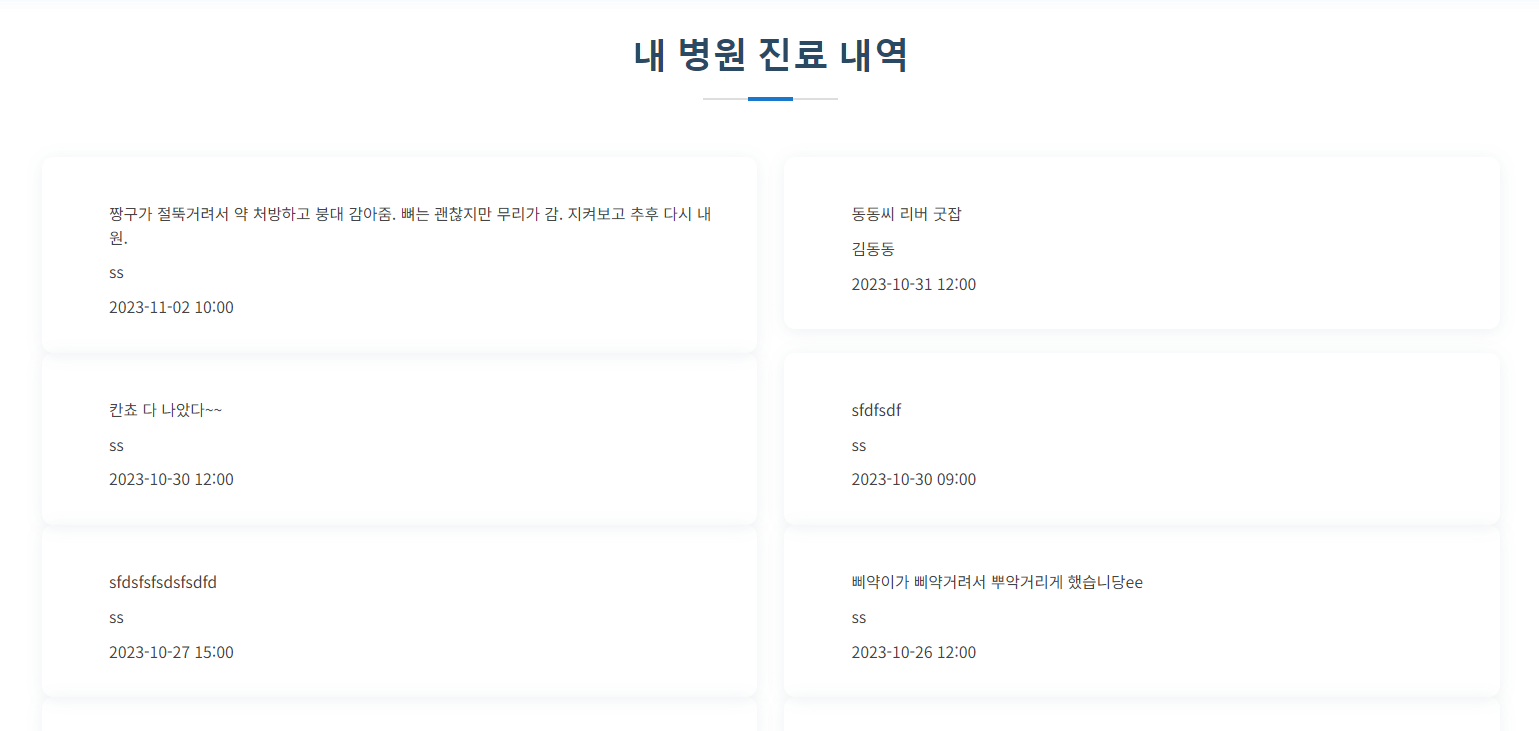 내 병원 진료 내역
짱구가 절뚝거려서 약 처방하고 붕대 감아줌. 뼈는 괜찮지만 무리가 감. 지켜보고 추후 다시 내
원.
ss
2023-11-02 10:00
동동씨 리버 굿잡
김동동
2023-10-31 12:00
칸쵸 다 나았다~~
ss
2023-10-30 12:00
sfdfsdf
ss
2023-10-30 09:00
sfdsfsfsdsfsdfd
ss
2023-10-27 15:00
삐약이가 삐약거려서 뿌악거리게 했습니당ee
ss
2023-10-26 12:00